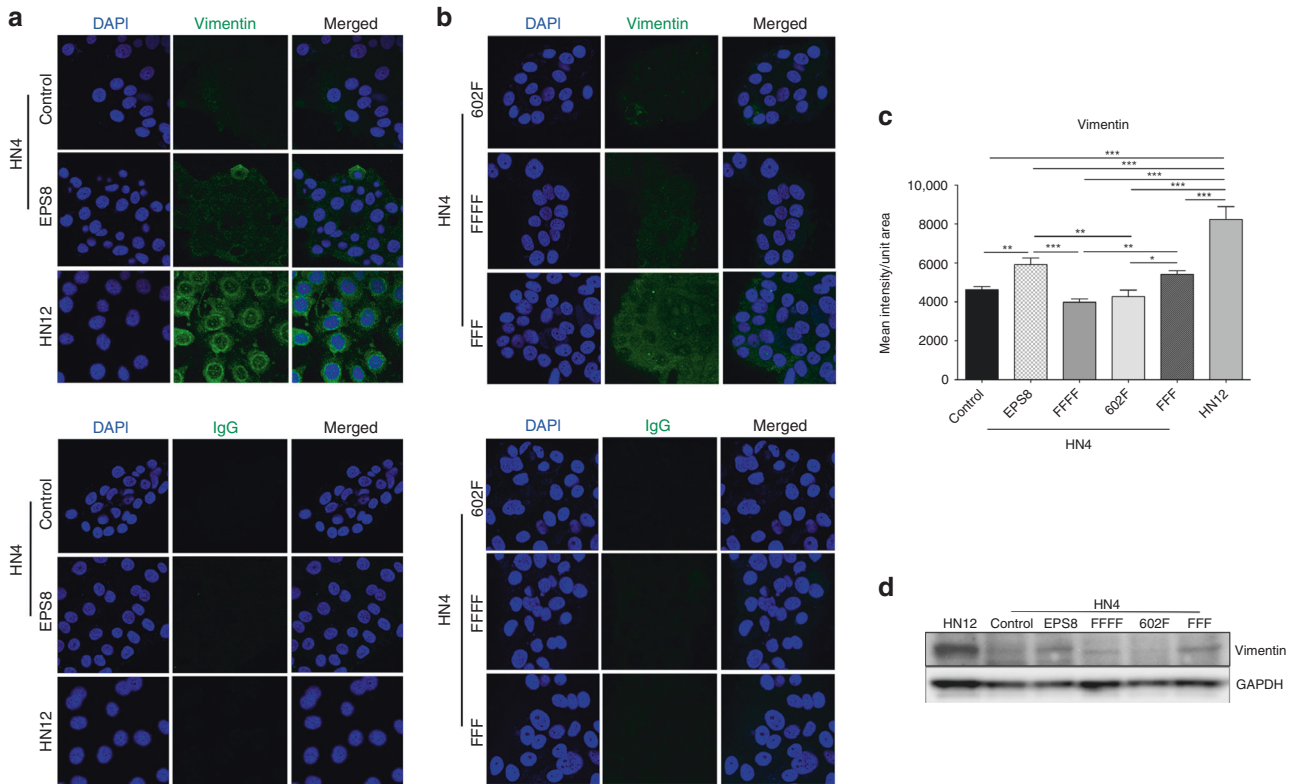 a
DAPI Vimentin Merged
HN4
Control
EPS8
HN12
DAPI IgG Merged
HN4
Control
EPS8
HN12
b
DAPI Vimentin Merged
HN4
602F
FFFF
FFF
DAPI IgG Merged
HN4
602F
FFFF
FFF
c
Vimentin
***
***
***
***
***
**
** *** **
*
Mean intensity/unit area
10,000
8000
6000
4000
2000
0
Control EPS8 FFFF 602F FFF HN12
HN4
d
HN4
HN12 Control EPS8 FFFF 602F FFF
Vimentin
GAPDH